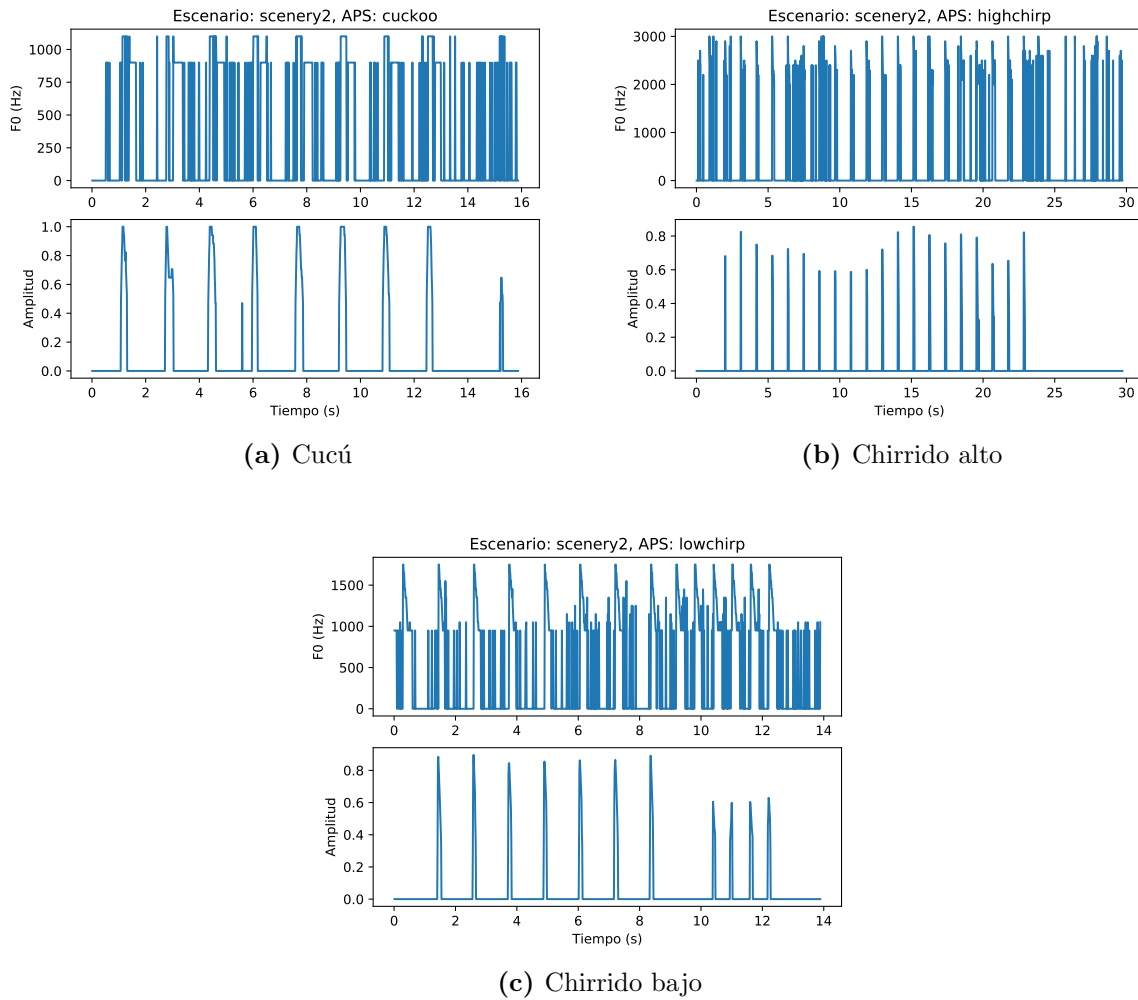 Escenario: scenery2, APS: cuckoo
1000
750
500
250
0
F0 (Hz)
0 2 4 6 8 10 12 14 16
1.0
0.8
0.6
0.4
0.2
0.0
Amplitud
0 2 4 6 8 10 12 14 16
Tiempo (s)
(a) Cucú
Escenario: scenery2, APS: highchirp
3000
2000
1000
0
F0 (Hz)
0 5 10 15 20 25 30
0.8
0.6
0.4
0.2
0.0
Amplitud
0 5 10 15 20 25 30
Tiempo (s)
(b) Chirrido alto
Escenario: scenery2, APS: lowchirp
1500
1000
500
0
F0 (Hz)
0 2 4 6 8 10 12 14
0.8
0.6
0.4
0.2
0.0
Amplitud
0 2 4 6 8 10 12 14
Tiempo (s)
(c) Chirrido bajo